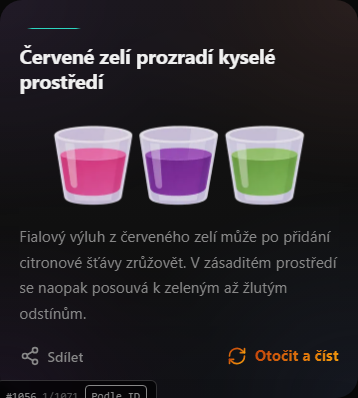 Červené zelí prozradí kyselé
prostředí
Fialový výluh z červeného zelí může po přidání
citronové šťávy zrůžovět. V zásaditém prostředí
se naopak posouvá k zeleným až žlutým
odstínům.
Sdílet Otočit a číst
#1056 1/1071 Podle ID